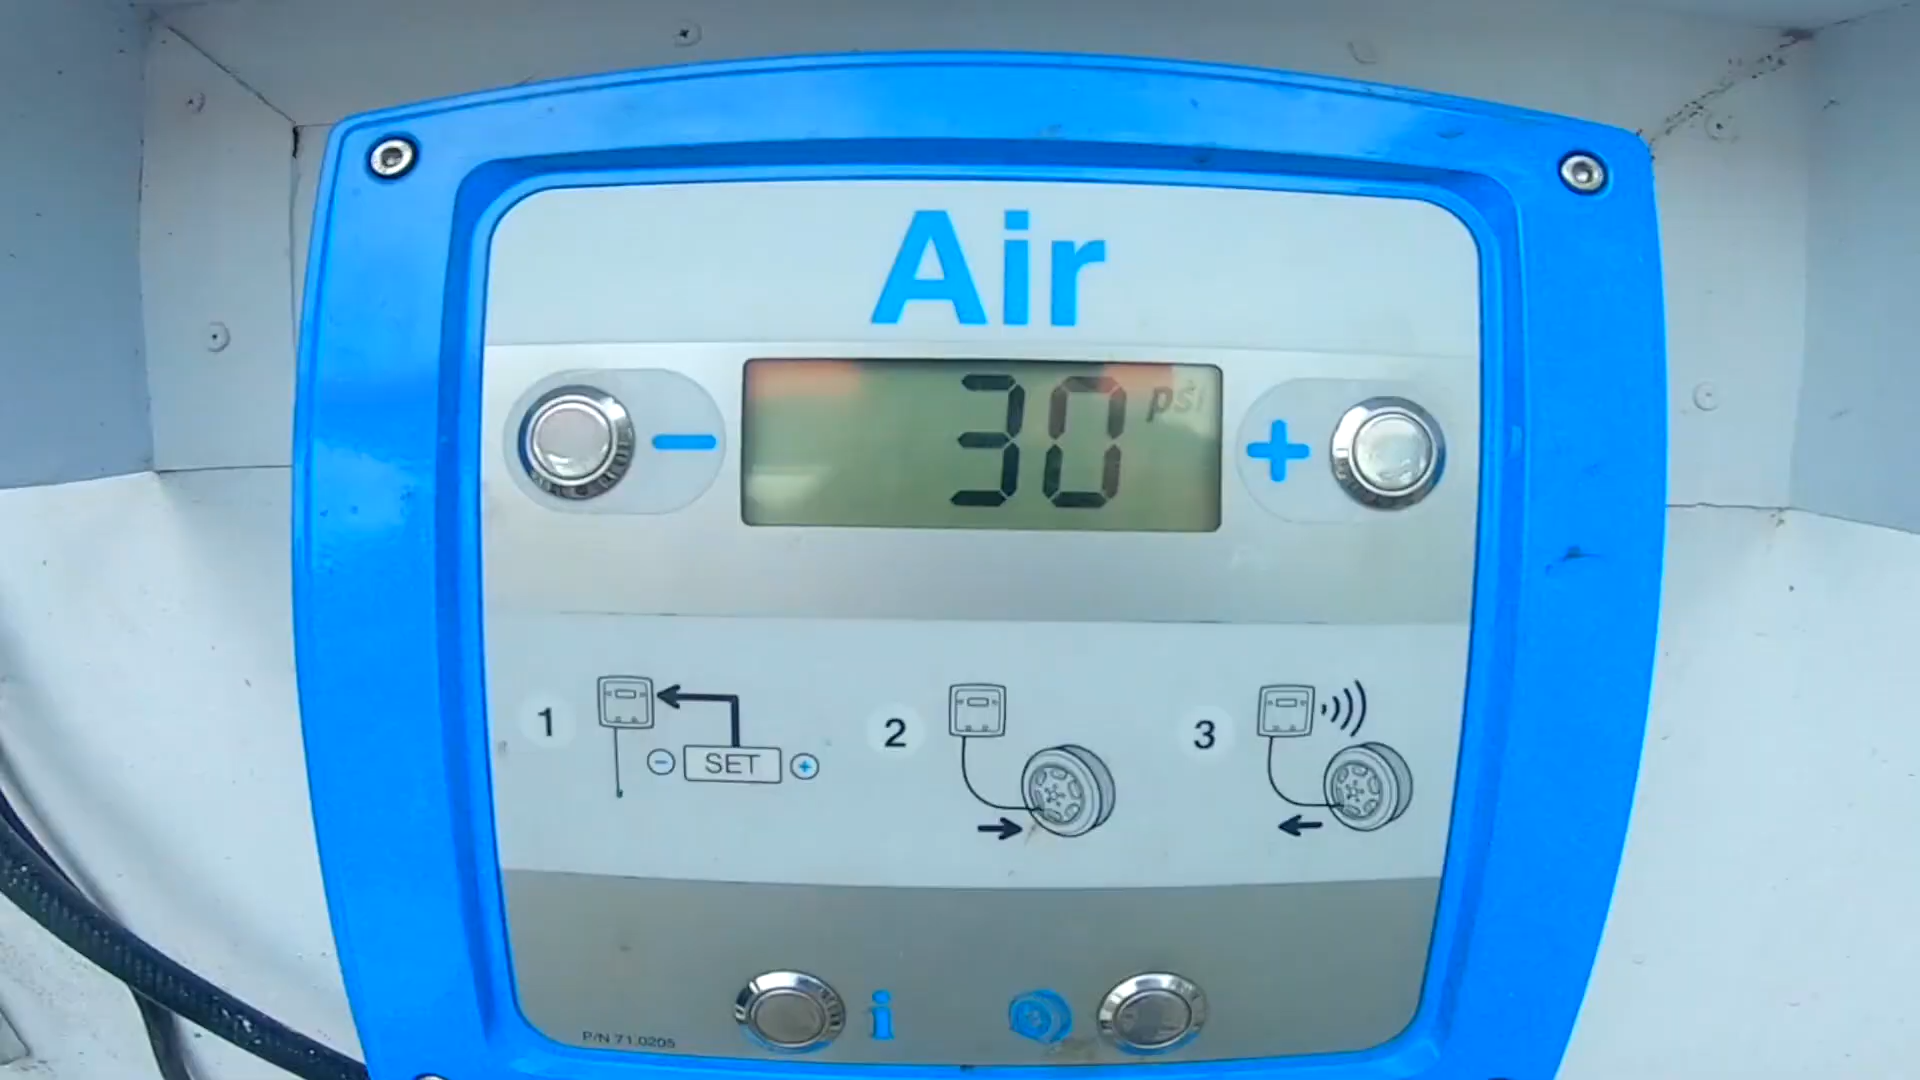 Air
30 psi
− +
1 2 3
− SET +
i
P/N 71.0205